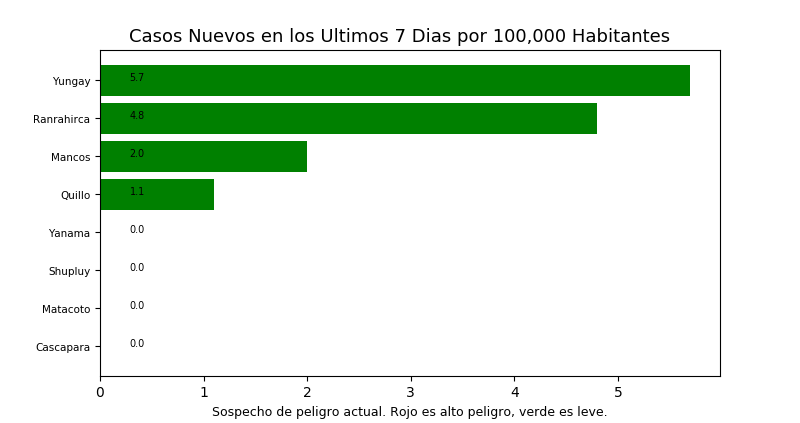 Casos Nuevos en los Ultimos 7 Dias por 100,000 Habitantes
Yungay 5.7
Ranrahirca 4.8
Mancos 2.0
Quillo 1.1
Yanama 0.0
Shupluy 0.0
Matacoto 0.0
Cascapara 0.0
0 1 2 3 4 5
Sospecho de peligro actual. Rojo es alto peligro, verde es leve.